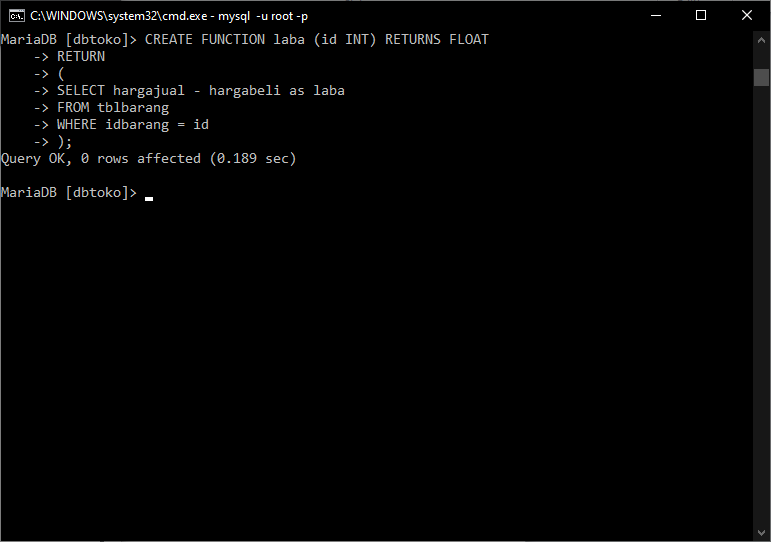 C:\WINDOWS\system32\cmd.exe - mysql -u root -p
MariaDB [dbtoko]> CREATE FUNCTION laba (id INT) RETURNS FLOAT
    -> RETURN
    -> (
    -> SELECT hargajual - hargabeli as laba
    -> FROM tblbarang
    -> WHERE idbarang = id
    -> );
Query OK, 0 rows affected (0.189 sec)
MariaDB [dbtoko]>